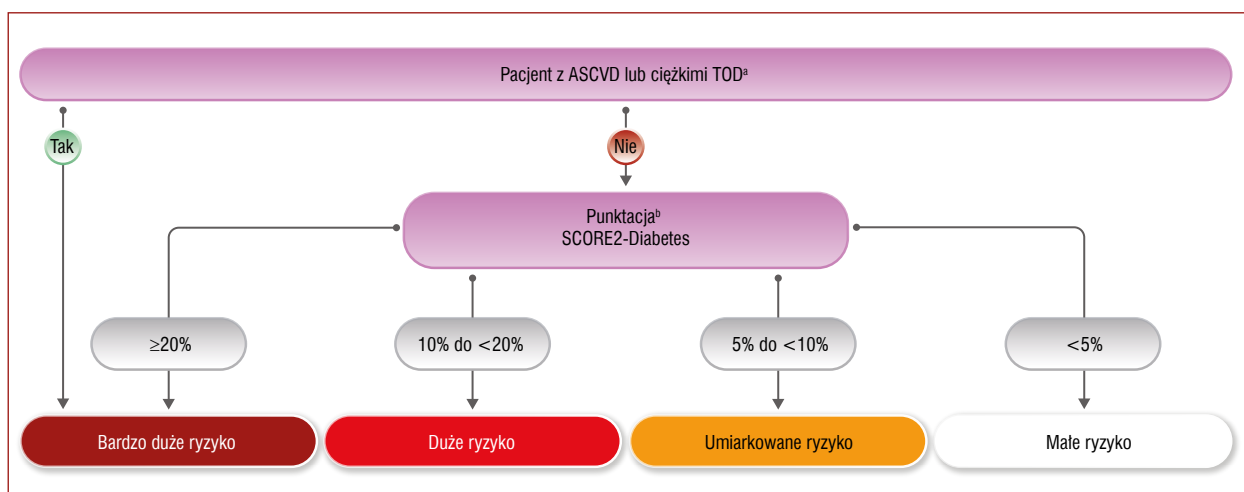 Pacjent z ASCVD lub ciężkimi TODᵃ
Tak
Nie
Punktacjaᵇ
SCORE2-Diabetes
≥20%
10% do <20%
5% do <10%
<5%
Bardzo duże ryzyko
Duże ryzyko
Umiarkowane ryzyko
Małe ryzyko